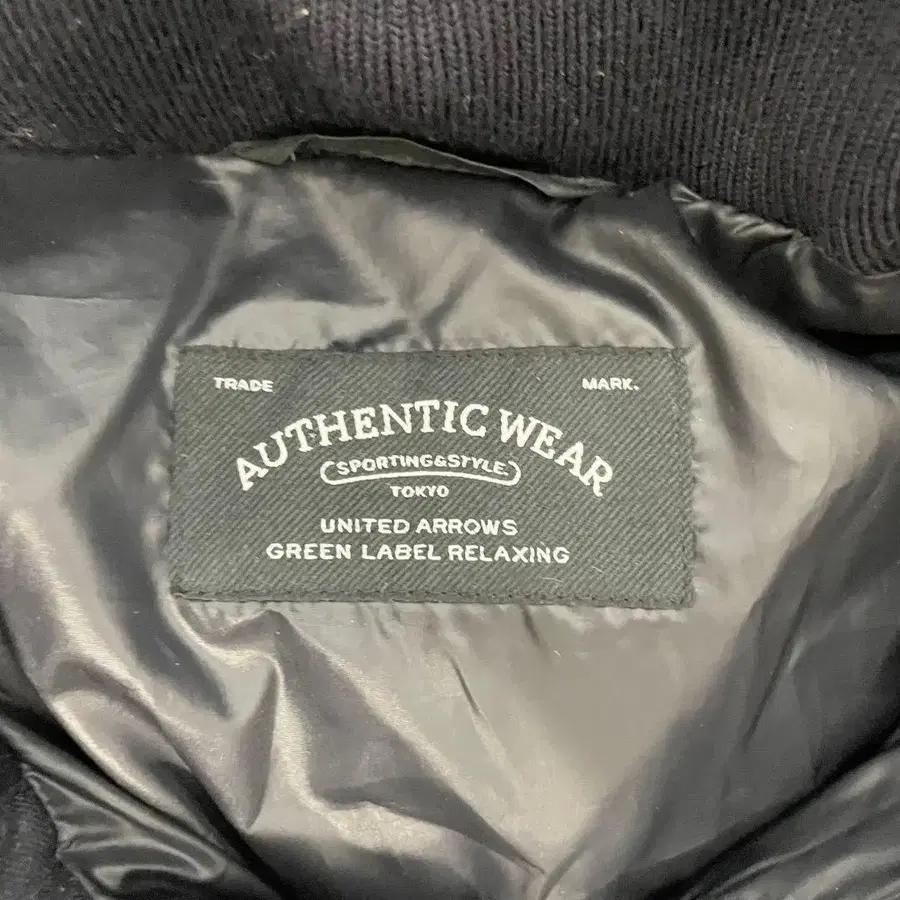 TRADE MARK.
AUTHENTIC WEAR
SPORTING&STYLE.
TOKYO
UNITED ARROWS
GREEN LABEL RELAXING